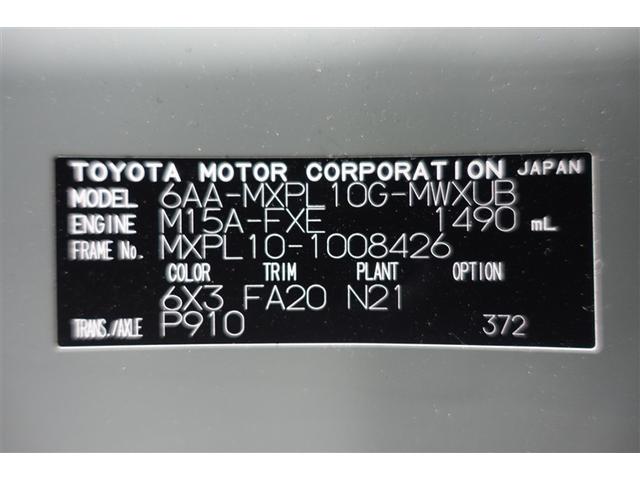 TOYOTA MOTOR CORPORATION JAPAN
MODEL 6AA-MXPL10G-MWXUB
ENGINE M15A-FXE 1490 mL
FRAME No. MXPL10-1008426
COLOR TRIM PLANT OPTION
6X3 FA20 N21
TRANS./AXLE P910 372